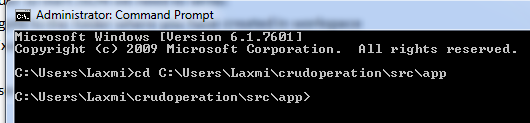 Administrator: Command Prompt
Microsoft Windows [Version 6.1.7601]
Copyright (c) 2009 Microsoft Corporation.  All rights reserved.
C:\Users\Laxmi>cd C:\Users\Laxmi\crudoperation\src\app
C:\Users\Laxmi\crudoperation\src\app>